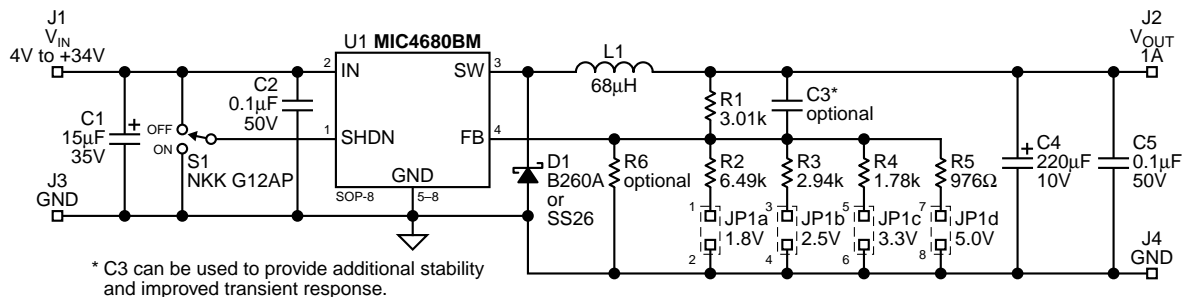 J1
V_IN
4V to +34V
C1
15µF
35V
+
OFF
ON
S1
NKK G12AP
C2
0.1µF
50V
U1 MIC4680BM
2
IN
SW
3
1
SHDN
FB
4
GND
SOP-8
5–8
L1
68µH
D1
B260A
or
SS26
R6
optional
R1
3.01k
C3*
optional
R2
6.49k
R3
2.94k
R4
1.78k
R5
976Ω
1
JP1a
1.8V
2
3
JP1b
2.5V
4
5
JP1c
3.3V
6
7
JP1d
5.0V
8
+
C4
220µF
10V
C5
0.1µF
50V
J2
V_OUT
1A
J3
GND
J4
GND
* C3 can be used to provide additional stability
and improved transient response.